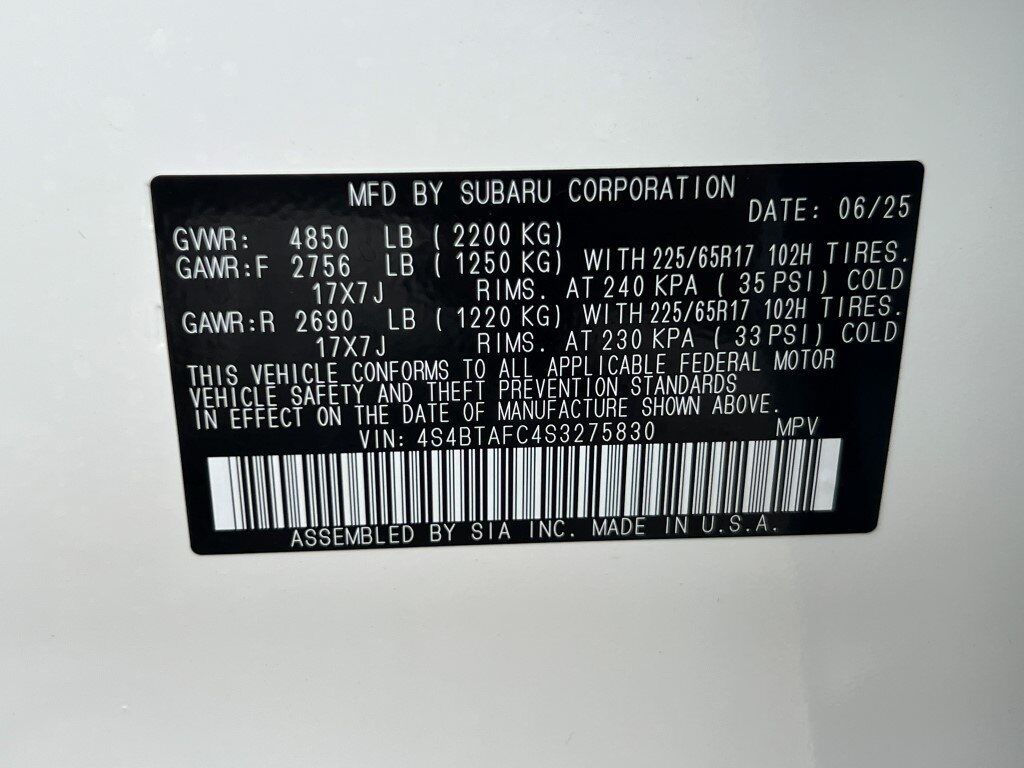 MFD BY SUBARU CORPORATION
DATE: 06/25
GVWR: 4850 LB ( 2200 KG)
GAWR:F 2756 LB ( 1250 KG) WITH 225/65R17 102H TIRES.
17X7J RIMS. AT 240 KPA ( 35 PSI) COLD
GAWR:R 2690 LB ( 1220 KG) WITH 225/65R17 102H TIRES.
17X7J RIMS. AT 230 KPA ( 33 PSI) COLD
THIS VEHICLE CONFORMS TO ALL APPLICABLE FEDERAL MOTOR
VEHICLE SAFETY AND THEFT PREVENTION STANDARDS
IN EFFECT ON THE DATE OF MANUFACTURE SHOWN ABOVE.
VIN: 4S4BTAFC4S3275830 MPV
ASSEMBLED BY SIA INC. MADE IN U.S.A.